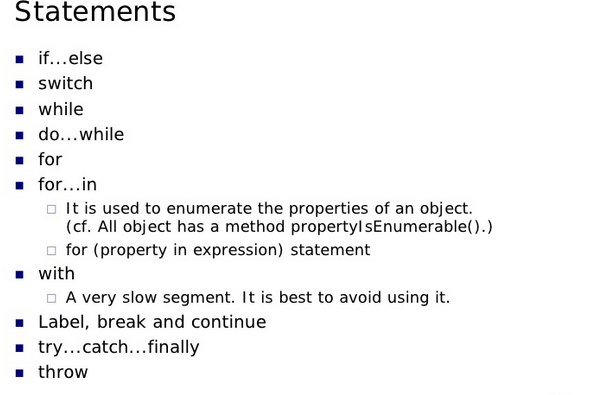 Statements
if...else
switch
while
do...while
for
for...in
It is used to enumerate the properties of an object.
(cf. All object has a method propertyIsEnumerable().)
for (property in expression) statement
with
A very slow segment. It is best to avoid using it.
Label, break and continue
try...catch...finally
throw